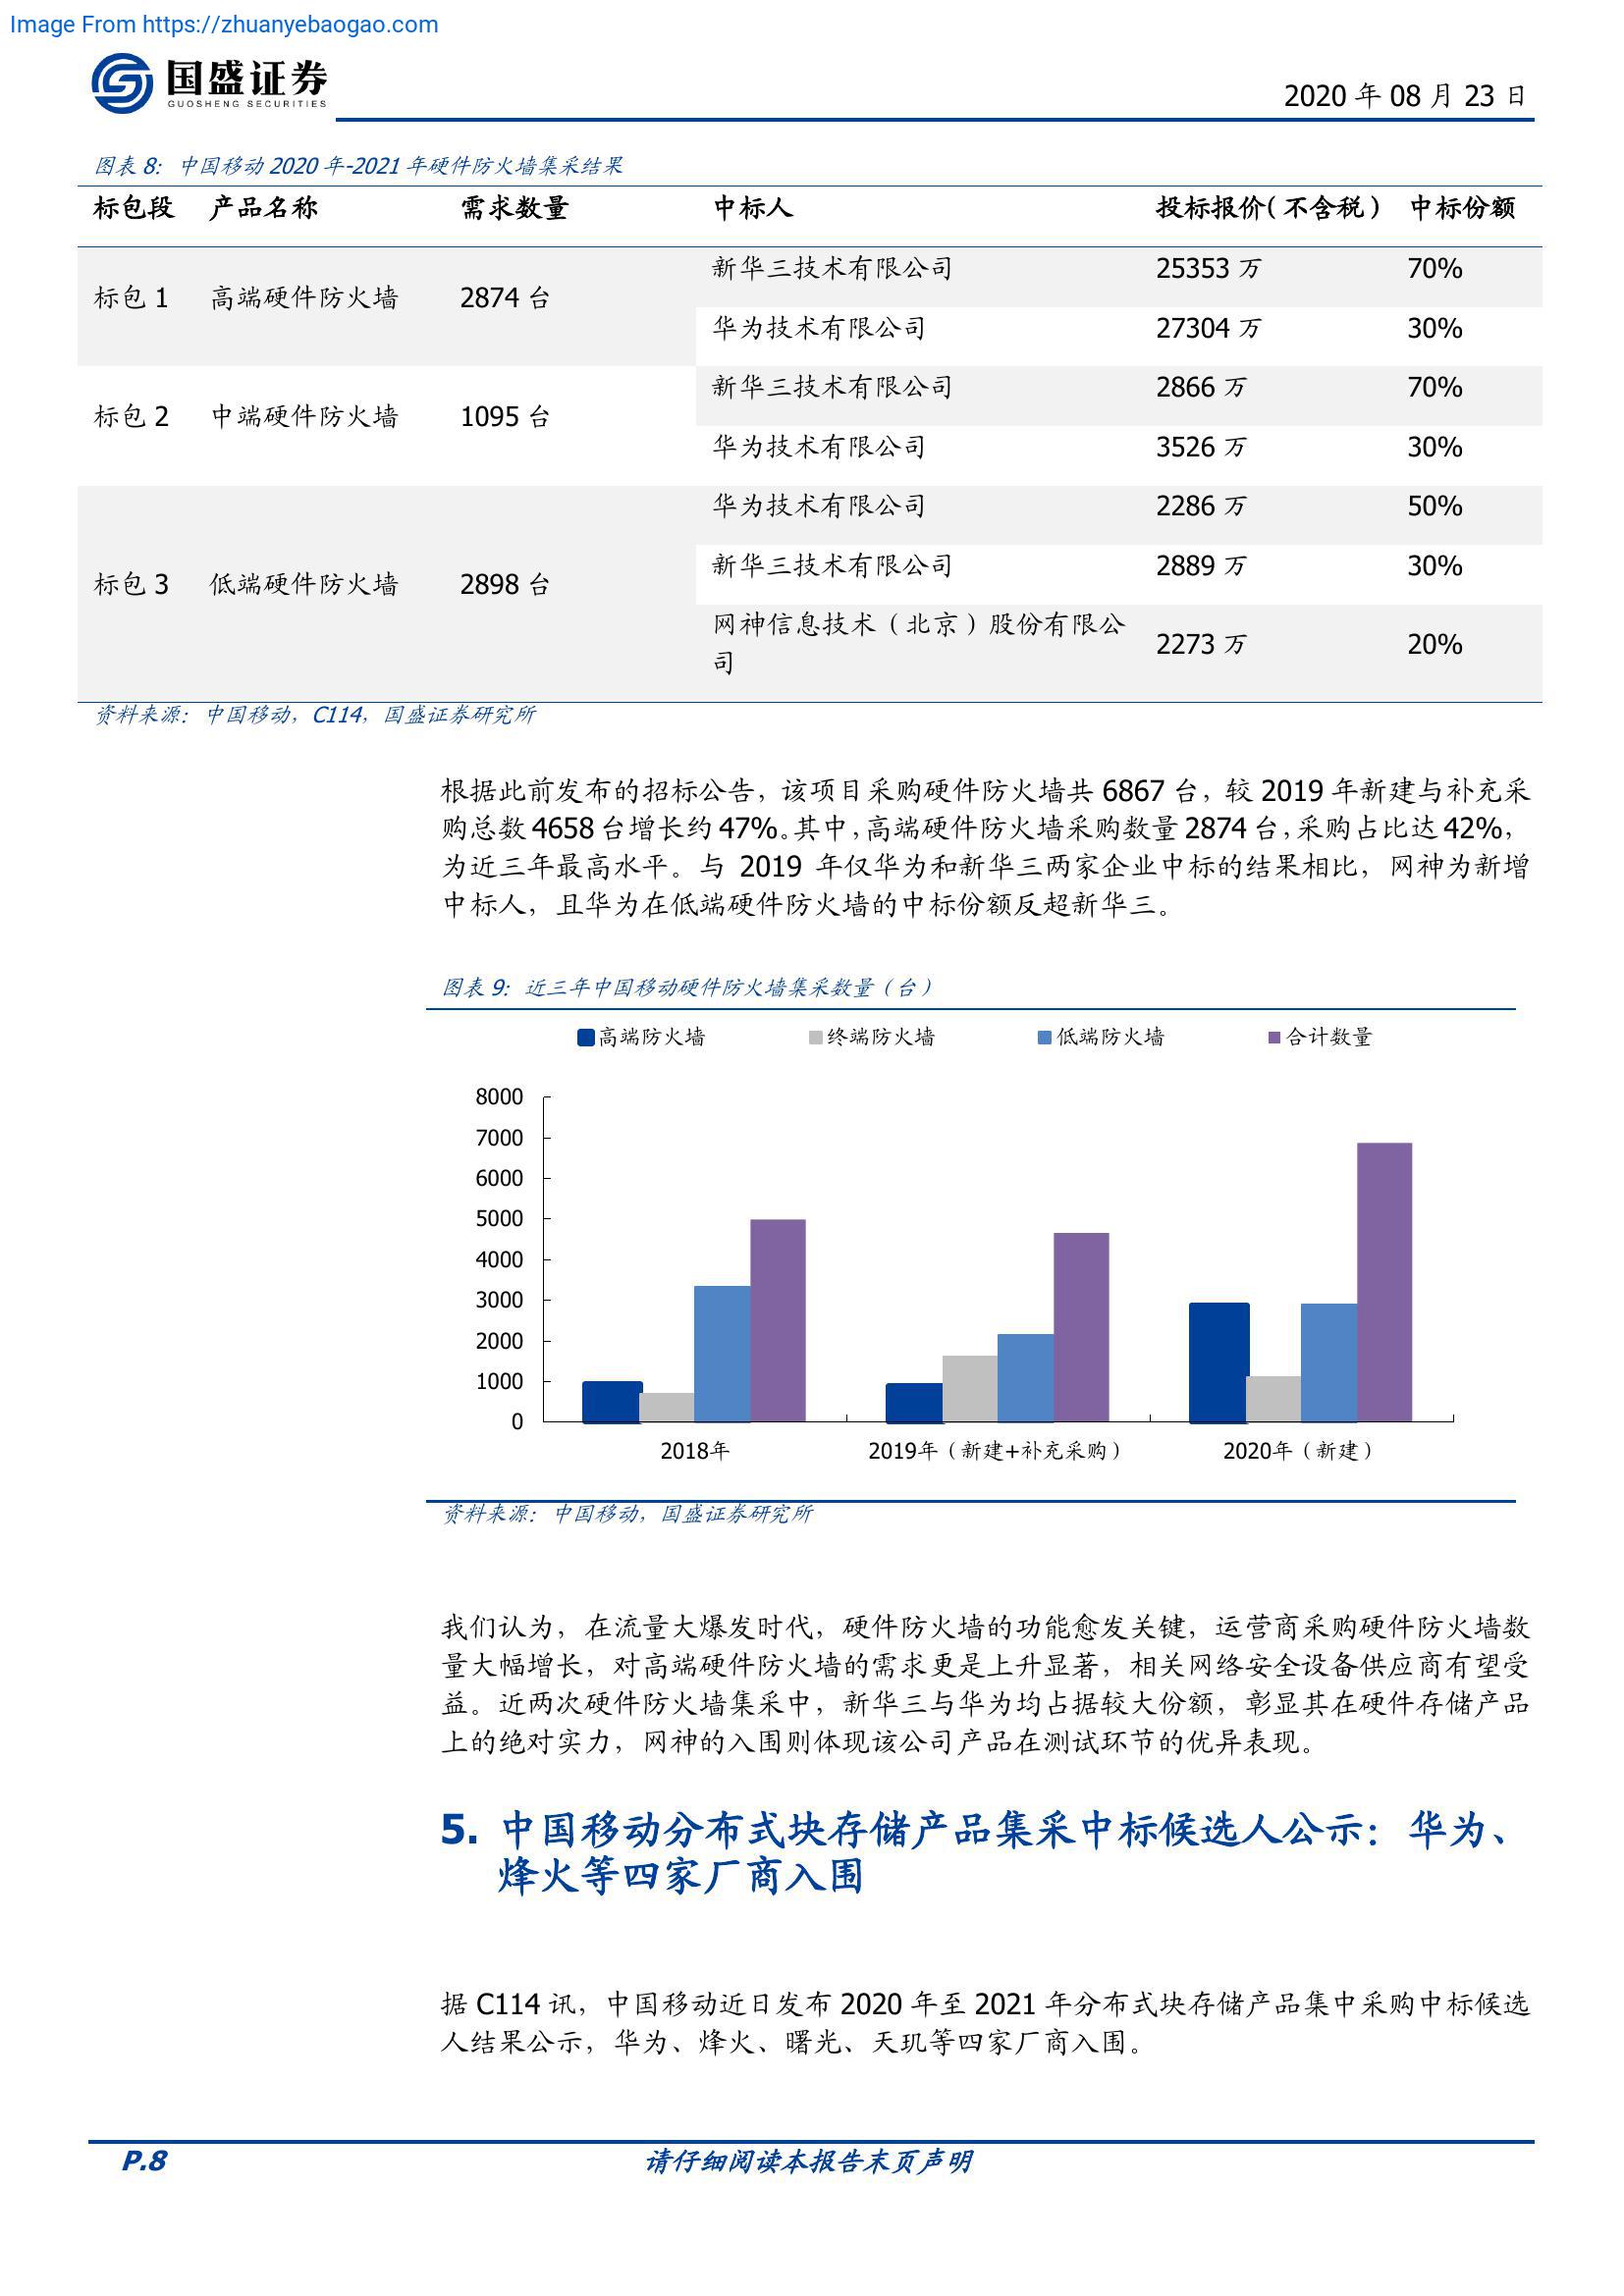 Image From https://zhuanyebaogao.com
国盛证券
GUOSHENG SECURITIES
2020 年 08 月 23 日
图表 8: 中国移动 2020 年-2021 年硬件防火墙集采结果
标包段 产品名称 需求数量 中标人 投标报价(不含税) 中标份额
标包 1 高端硬件防火墙 2874 台
新华三技术有限公司 25353 万 70%
华为技术有限公司 27304 万 30%
标包 2 中端硬件防火墙 1095 台
新华三技术有限公司 2866 万 70%
华为技术有限公司 3526 万 30%
标包 3 低端硬件防火墙 2898 台
华为技术有限公司 2286 万 50%
新华三技术有限公司 2889 万 30%
网神信息技术(北京)股份有限公
司 2273 万 20%
资料来源: 中国移动, C114, 国盛证券研究所
根据此前发布的招标公告, 该项目采购硬件防火墙共 6867 台, 较 2019 年新建与补充采
购总数 4658 台增长约 47%。其中, 高端硬件防火墙采购数量 2874 台, 采购占比达 42%,
为近三年最高水平。与 2019 年仅华为和新华三两家企业中标的结果相比, 网神为新增
中标人, 且华为在低端硬件防火墙的中标份额反超新华三。
图表 9: 近三年中国移动硬件防火墙集采数量(台)
高端防火墙 终端防火墙 低端防火墙 合计数量
8000
7000
6000
5000
4000
3000
2000
1000
0
2018年 2019年(新建+补充采购) 2020年(新建)
资料来源: 中国移动, 国盛证券研究所
我们认为, 在流量大爆发时代, 硬件防火墙的功能愈发关键, 运营商采购硬件防火墙数
量大幅增长, 对高端硬件防火墙的需求更是上升显著, 相关网络安全设备供应商有望受
益。近两次硬件防火墙集采中, 新华三与华为均占据较大份额, 彰显其在硬件存储产品
上的绝对实力, 网神的入围则体现该公司产品在测试环节的优异表现。
5. 中国移动分布式块存储产品集采中标候选人公示: 华为、
烽火等四家厂商入围
据 C114 讯, 中国移动近日发布 2020 年至 2021 年分布式块存储产品集中采购中标候选
人结果公示, 华为、烽火、曙光、天玑等四家厂商入围。
P.8 请仔细阅读本报告末页声明